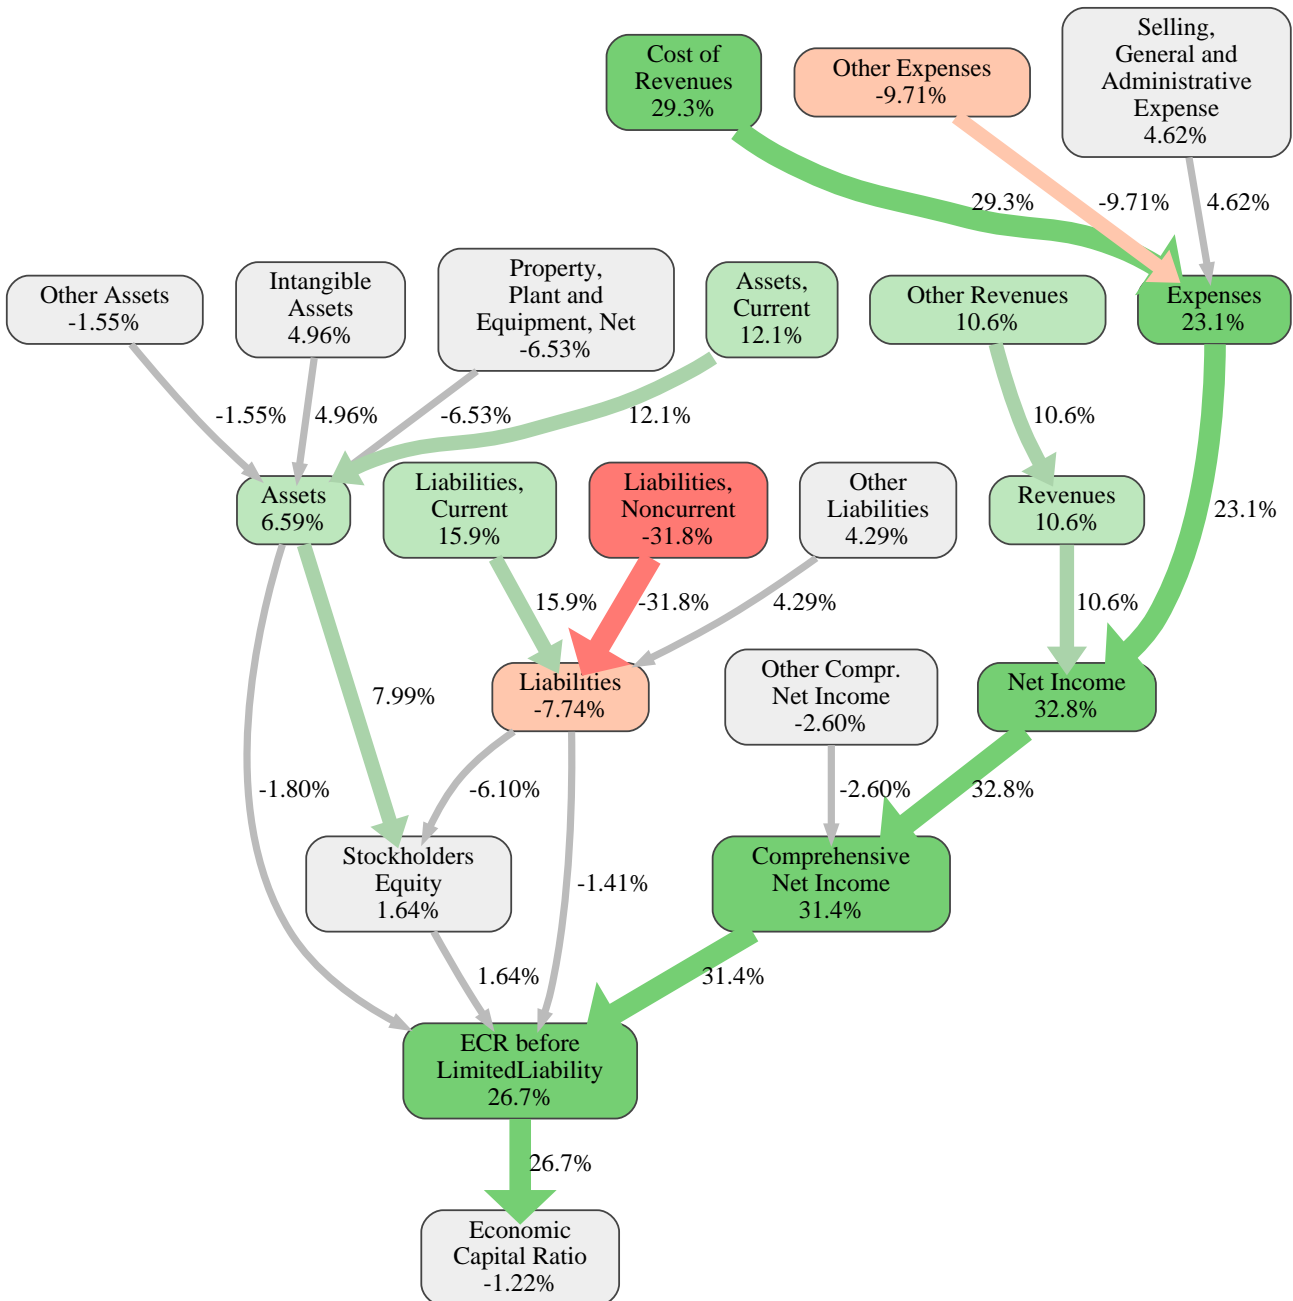 Cost of
Revenues
29.3%
Other Expenses
-9.71%
Selling,
General and
Administrative
Expense
4.62%
29.3%
-9.71%
4.62%
Other Assets
-1.55%
Intangible
Assets
4.96%
Property,
Plant and
Equipment, Net
-6.53%
Assets,
Current
12.1%
Other Revenues
10.6%
Expenses
23.1%
-1.55%
4.96%
-6.53%
12.1%
10.6%
23.1%
Assets
6.59%
Liabilities,
Current
15.9%
Liabilities,
Noncurrent
-31.8%
Other
Liabilities
4.29%
Revenues
10.6%
15.9%
-31.8%
4.29%
10.6%
7.99%
Liabilities
-7.74%
Other Compr.
Net Income
-2.60%
Net Income
32.8%
-1.80%
-6.10%
-2.60%
32.8%
Stockholders
Equity
1.64%
-1.41%
Comprehensive
Net Income
31.4%
1.64%
31.4%
ECR before
LimitedLiability
26.7%
26.7%
Economic
Capital Ratio
-1.22%